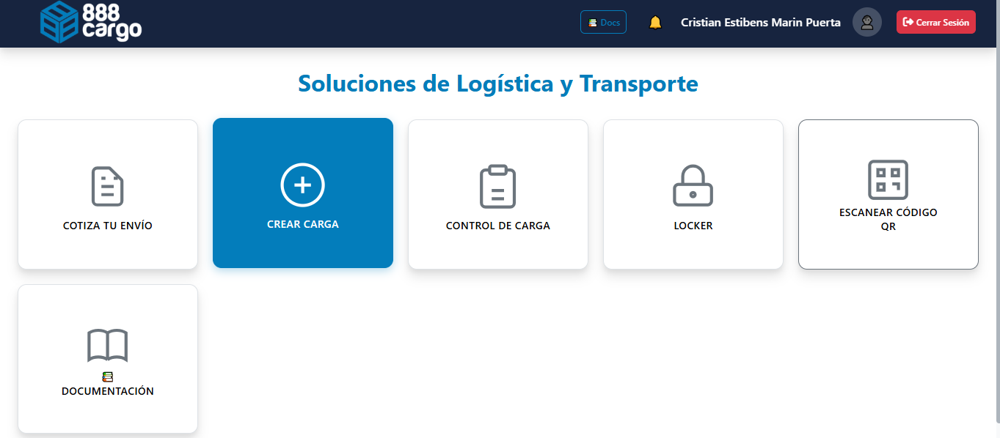 888
cargo
Docs
Cristian Estibens Marin Puerta
Cerrar Sesión
Soluciones de Logística y Transporte
COTIZA TU ENVÍO
CREAR CARGA
CONTROL DE CARGA
LOCKER
ESCANEAR CÓDIGO
QR
DOCUMENTACIÓN